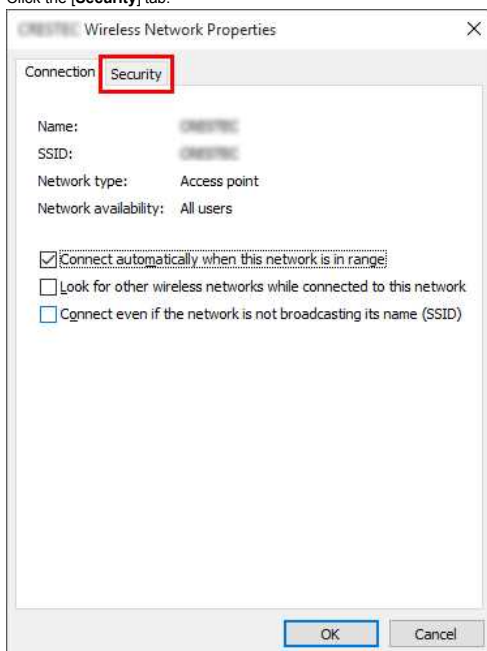 Click the [Security] tab.
Wireless Network Properties
Connection Security
Name:
SSID:
Network type: Access point
Network availability: All users
Connect automatically when this network is in range
Look for other wireless networks while connected to this network
Connect even if the network is not broadcasting its name (SSID)
OK Cancel